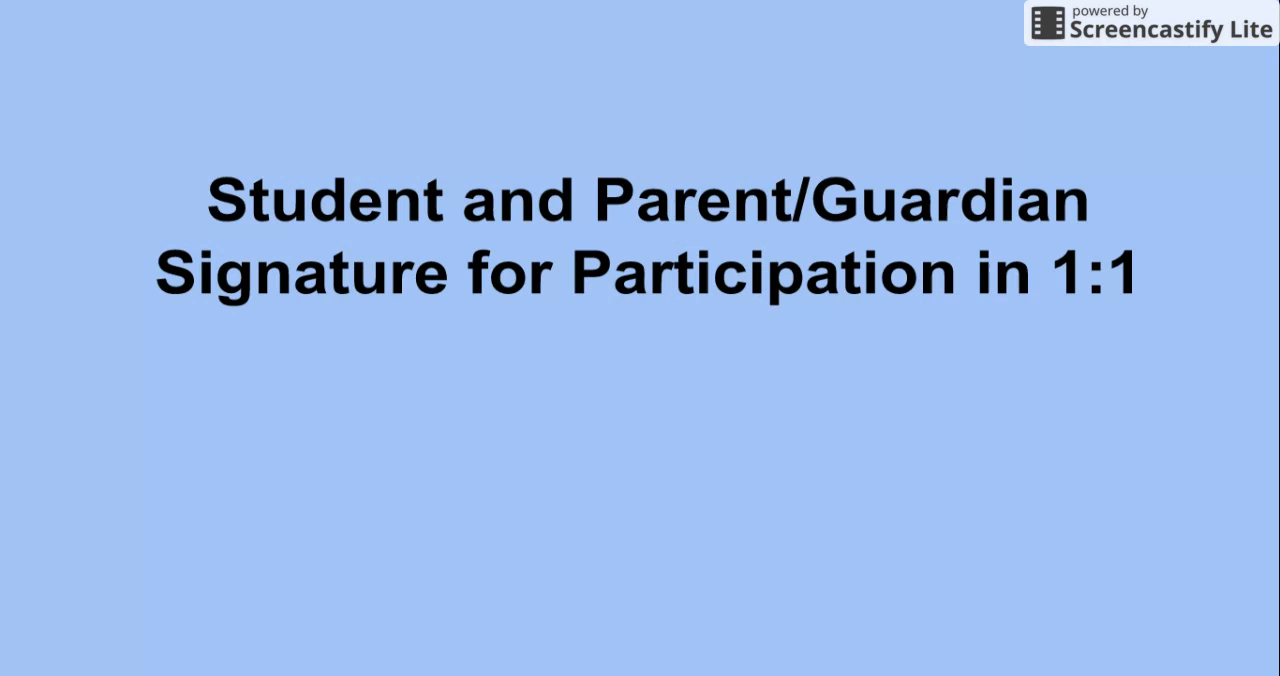 powered by
Screencastify Lite
Student and Parent/Guardian
Signature for Participation in 1:1